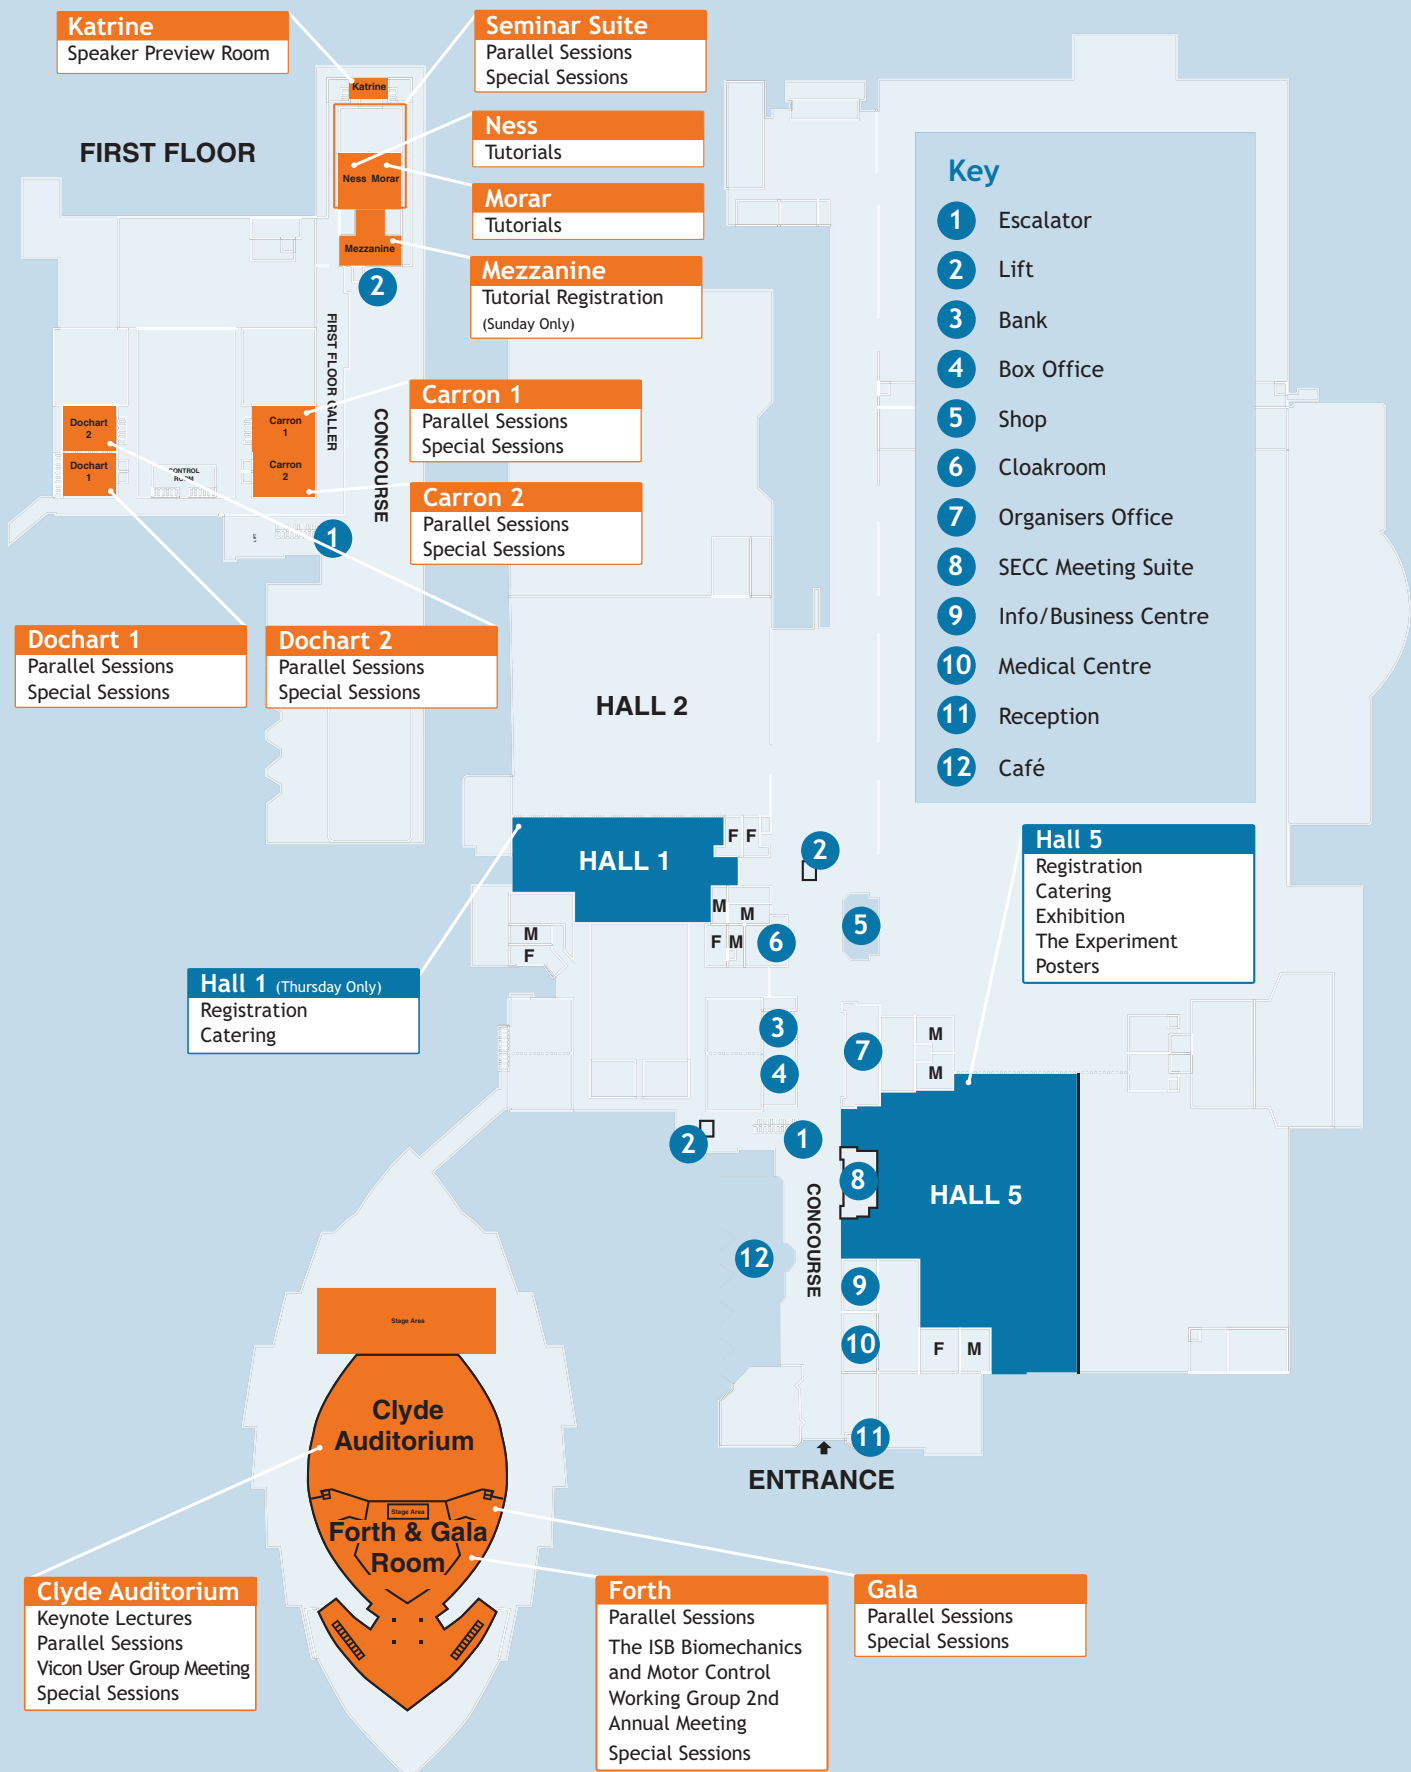 Katrine
Speaker Preview Room
Seminar Suite
Parallel Sessions
Special Sessions
Katrine
Ness
Tutorials
FIRST FLOOR
Ness Morar
Morar
Tutorials
Mezzanine
Mezzanine
Tutorial Registration
(Sunday Only)
2
FIRST FLOOR GALLER
CONCOURSE
Carron 1
Parallel Sessions
Special Sessions
Dochart
2
Carron
1
Dochart
1
CONTROL
ROOM
Carron
2
Carron 2
Parallel Sessions
Special Sessions
1
Dochart 1
Parallel Sessions
Special Sessions
Dochart 2
Parallel Sessions
Special Sessions
Key
1 Escalator
2 Lift
3 Bank
4 Box Office
5 Shop
6 Cloakroom
7 Organisers Office
8 SECC Meeting Suite
9 Info/Business Centre
10 Medical Centre
11 Reception
12 Café
HALL 2
HALL 1
F F
2
M
M
M
F
F M
6
5
Hall 5
Registration
Catering
Exhibition
The Experiment
Posters
Hall 1 (Thursday Only)
Registration
Catering
3
4
7
M
M
2
1
8
HALL 5
CONCOURSE
12
9
10
F M
11
ENTRANCE
Stage Area
Clyde
Auditorium
Stage Area
Forth & Gala
Room
Clyde Auditorium
Keynote Lectures
Parallel Sessions
Vicon User Group Meeting
Special Sessions
Forth
Parallel Sessions
The ISB Biomechanics
and Motor Control
Working Group 2nd
Annual Meeting
Special Sessions
Gala
Parallel Sessions
Special Sessions